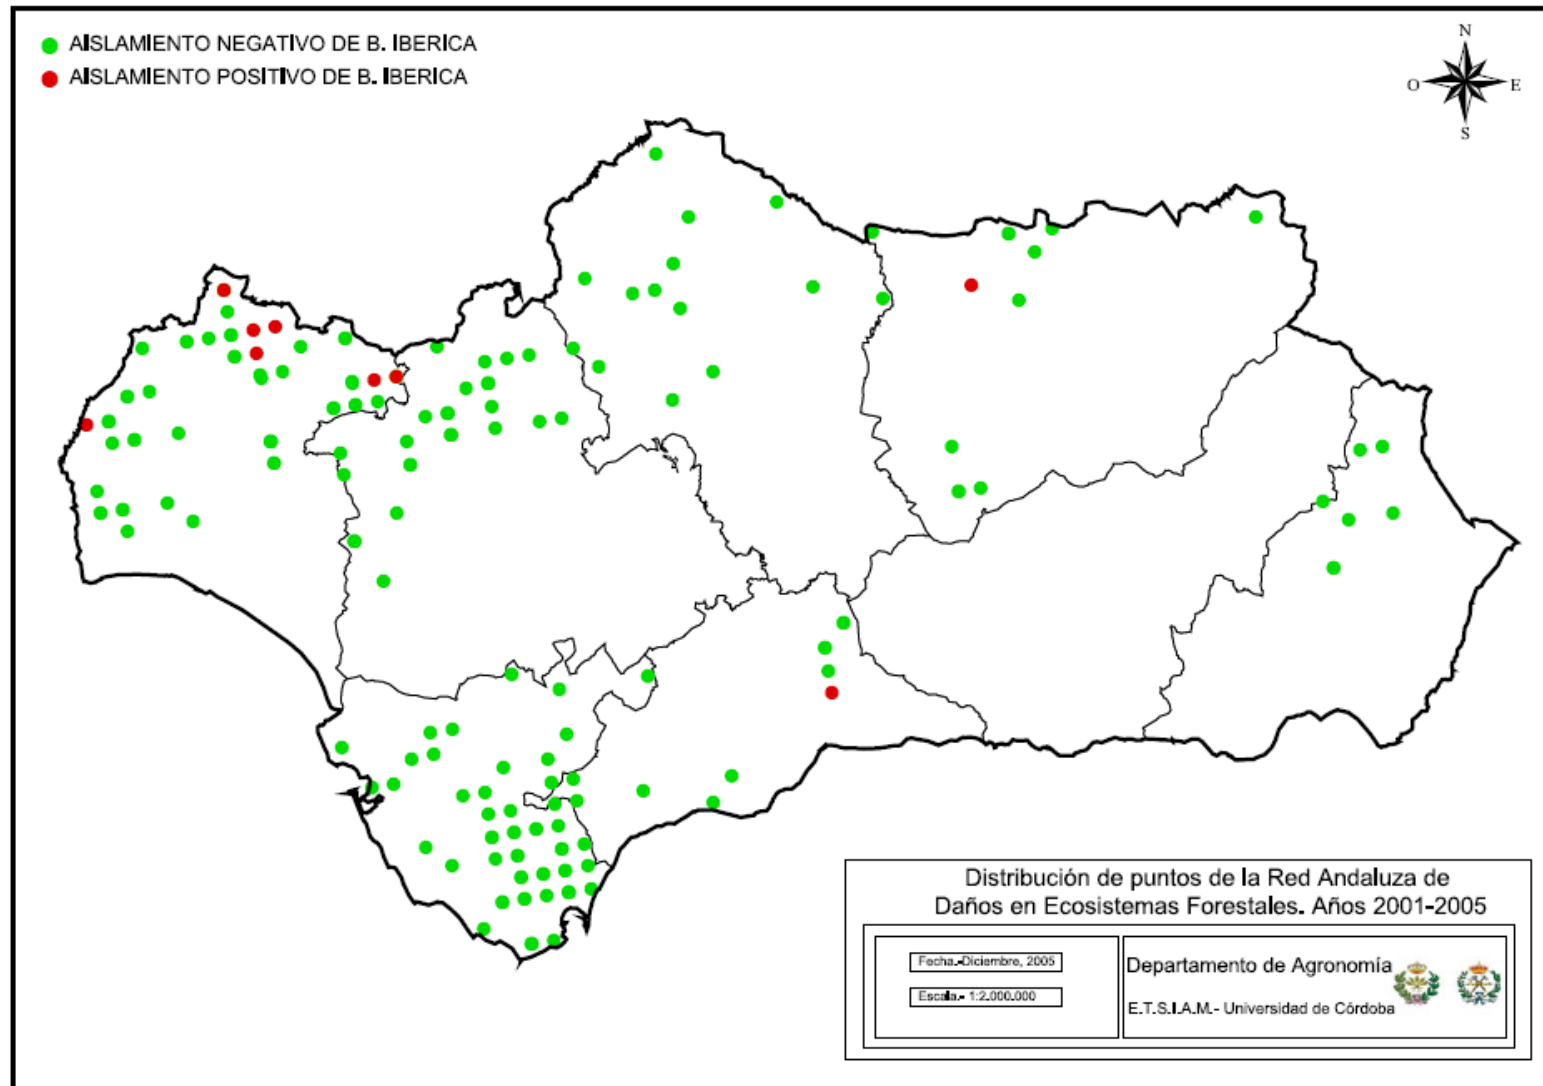 AISLAMIENTO NEGATIVO DE B. IBERICA
AISLAMIENTO POSITIVO DE B. IBERICA
N
O
E
S
Distribución de puntos de la Red Andaluza de
Daños en Ecosistemas Forestales. Años 2001-2005
Fecha.-Diciembre, 2005
Escala.- 1:2.000.000
Departamento de Agronomía
E.T.S.I.A.M.- Universidad de Córdoba